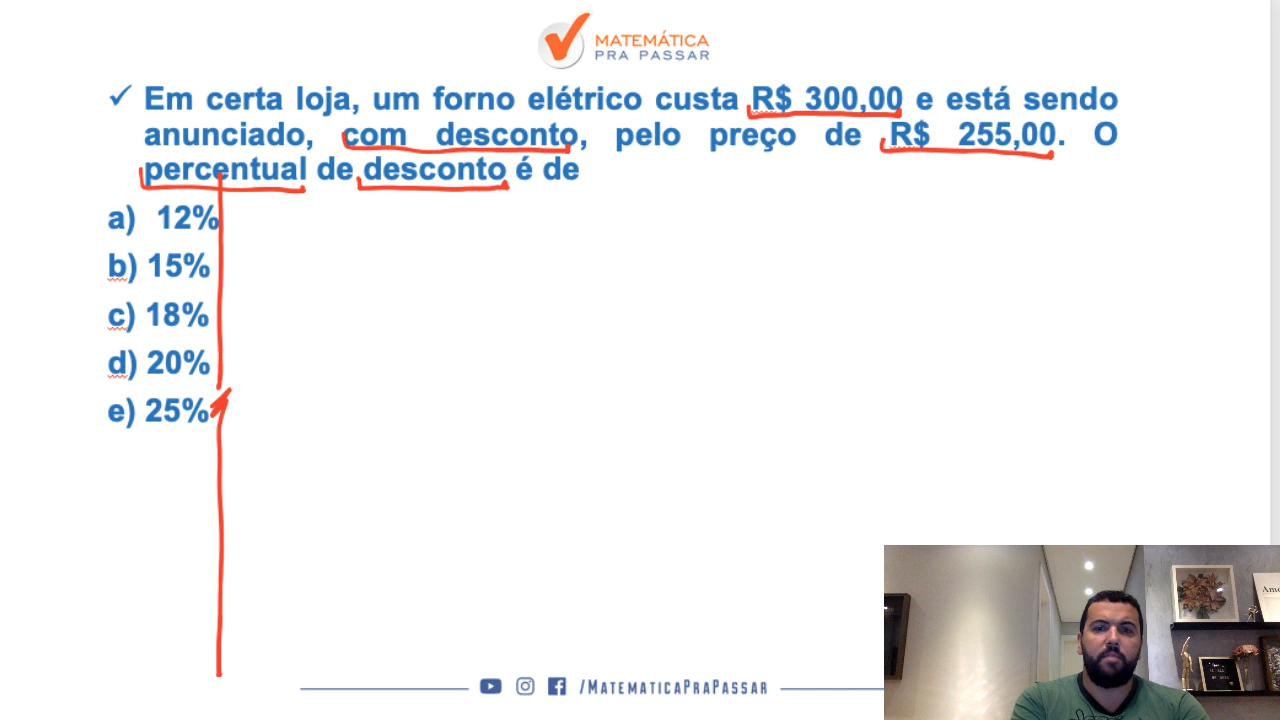 MATEMÁTICA
PRA PASSAR
✓ Em certa loja, um forno elétrico custa R$ 300,00 e está sendo
anunciado, com desconto, pelo preço de R$ 255,00. O
percentual de desconto é de
a) 12%
b) 15%
c) 18%
d) 20%
e) 25%
/MATEMATICAPRAPASSAR